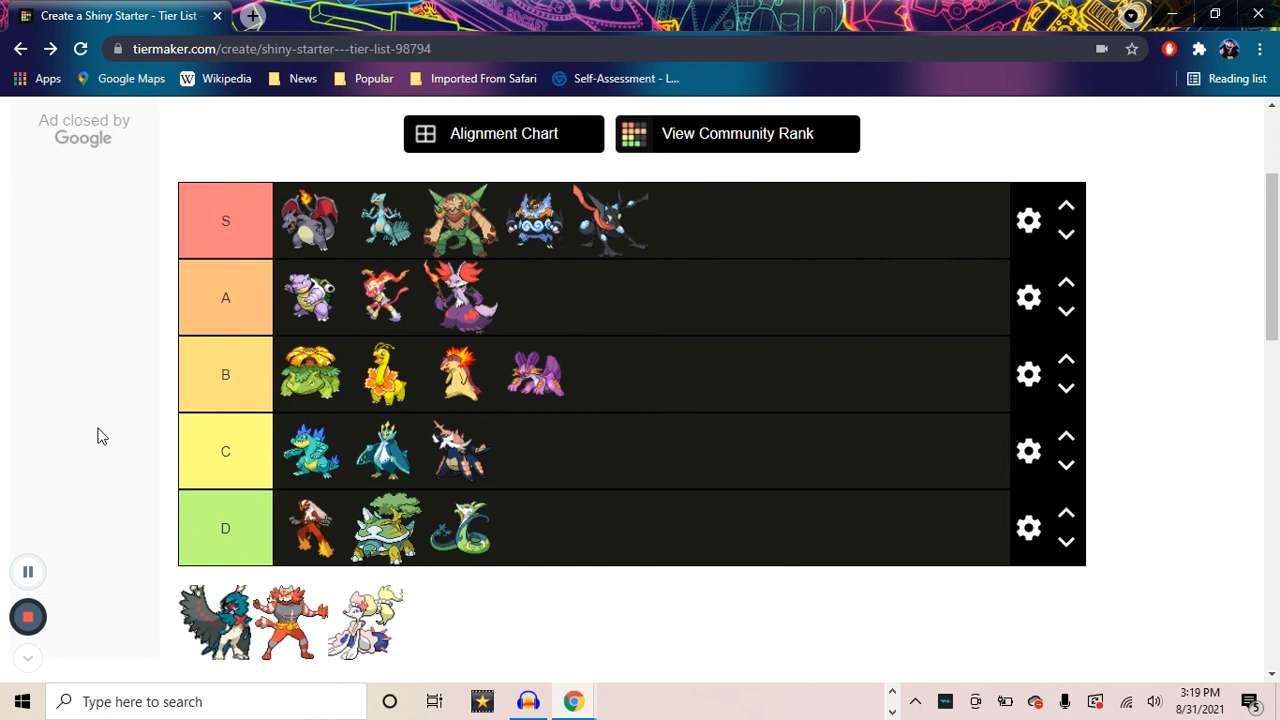 Create a Shiny Starter - Tier List -
tiermaker.com/create/shiny-starter---tier-list-98794
Apps Google Maps W Wikipedia News Popular Imported From Safari Self-Assessment - L... Reading list
Ad closed by
Google
Alignment Chart View Community Rank
S
A
B
C
D
Type here to search
3:19 PM
8/31/2021
5